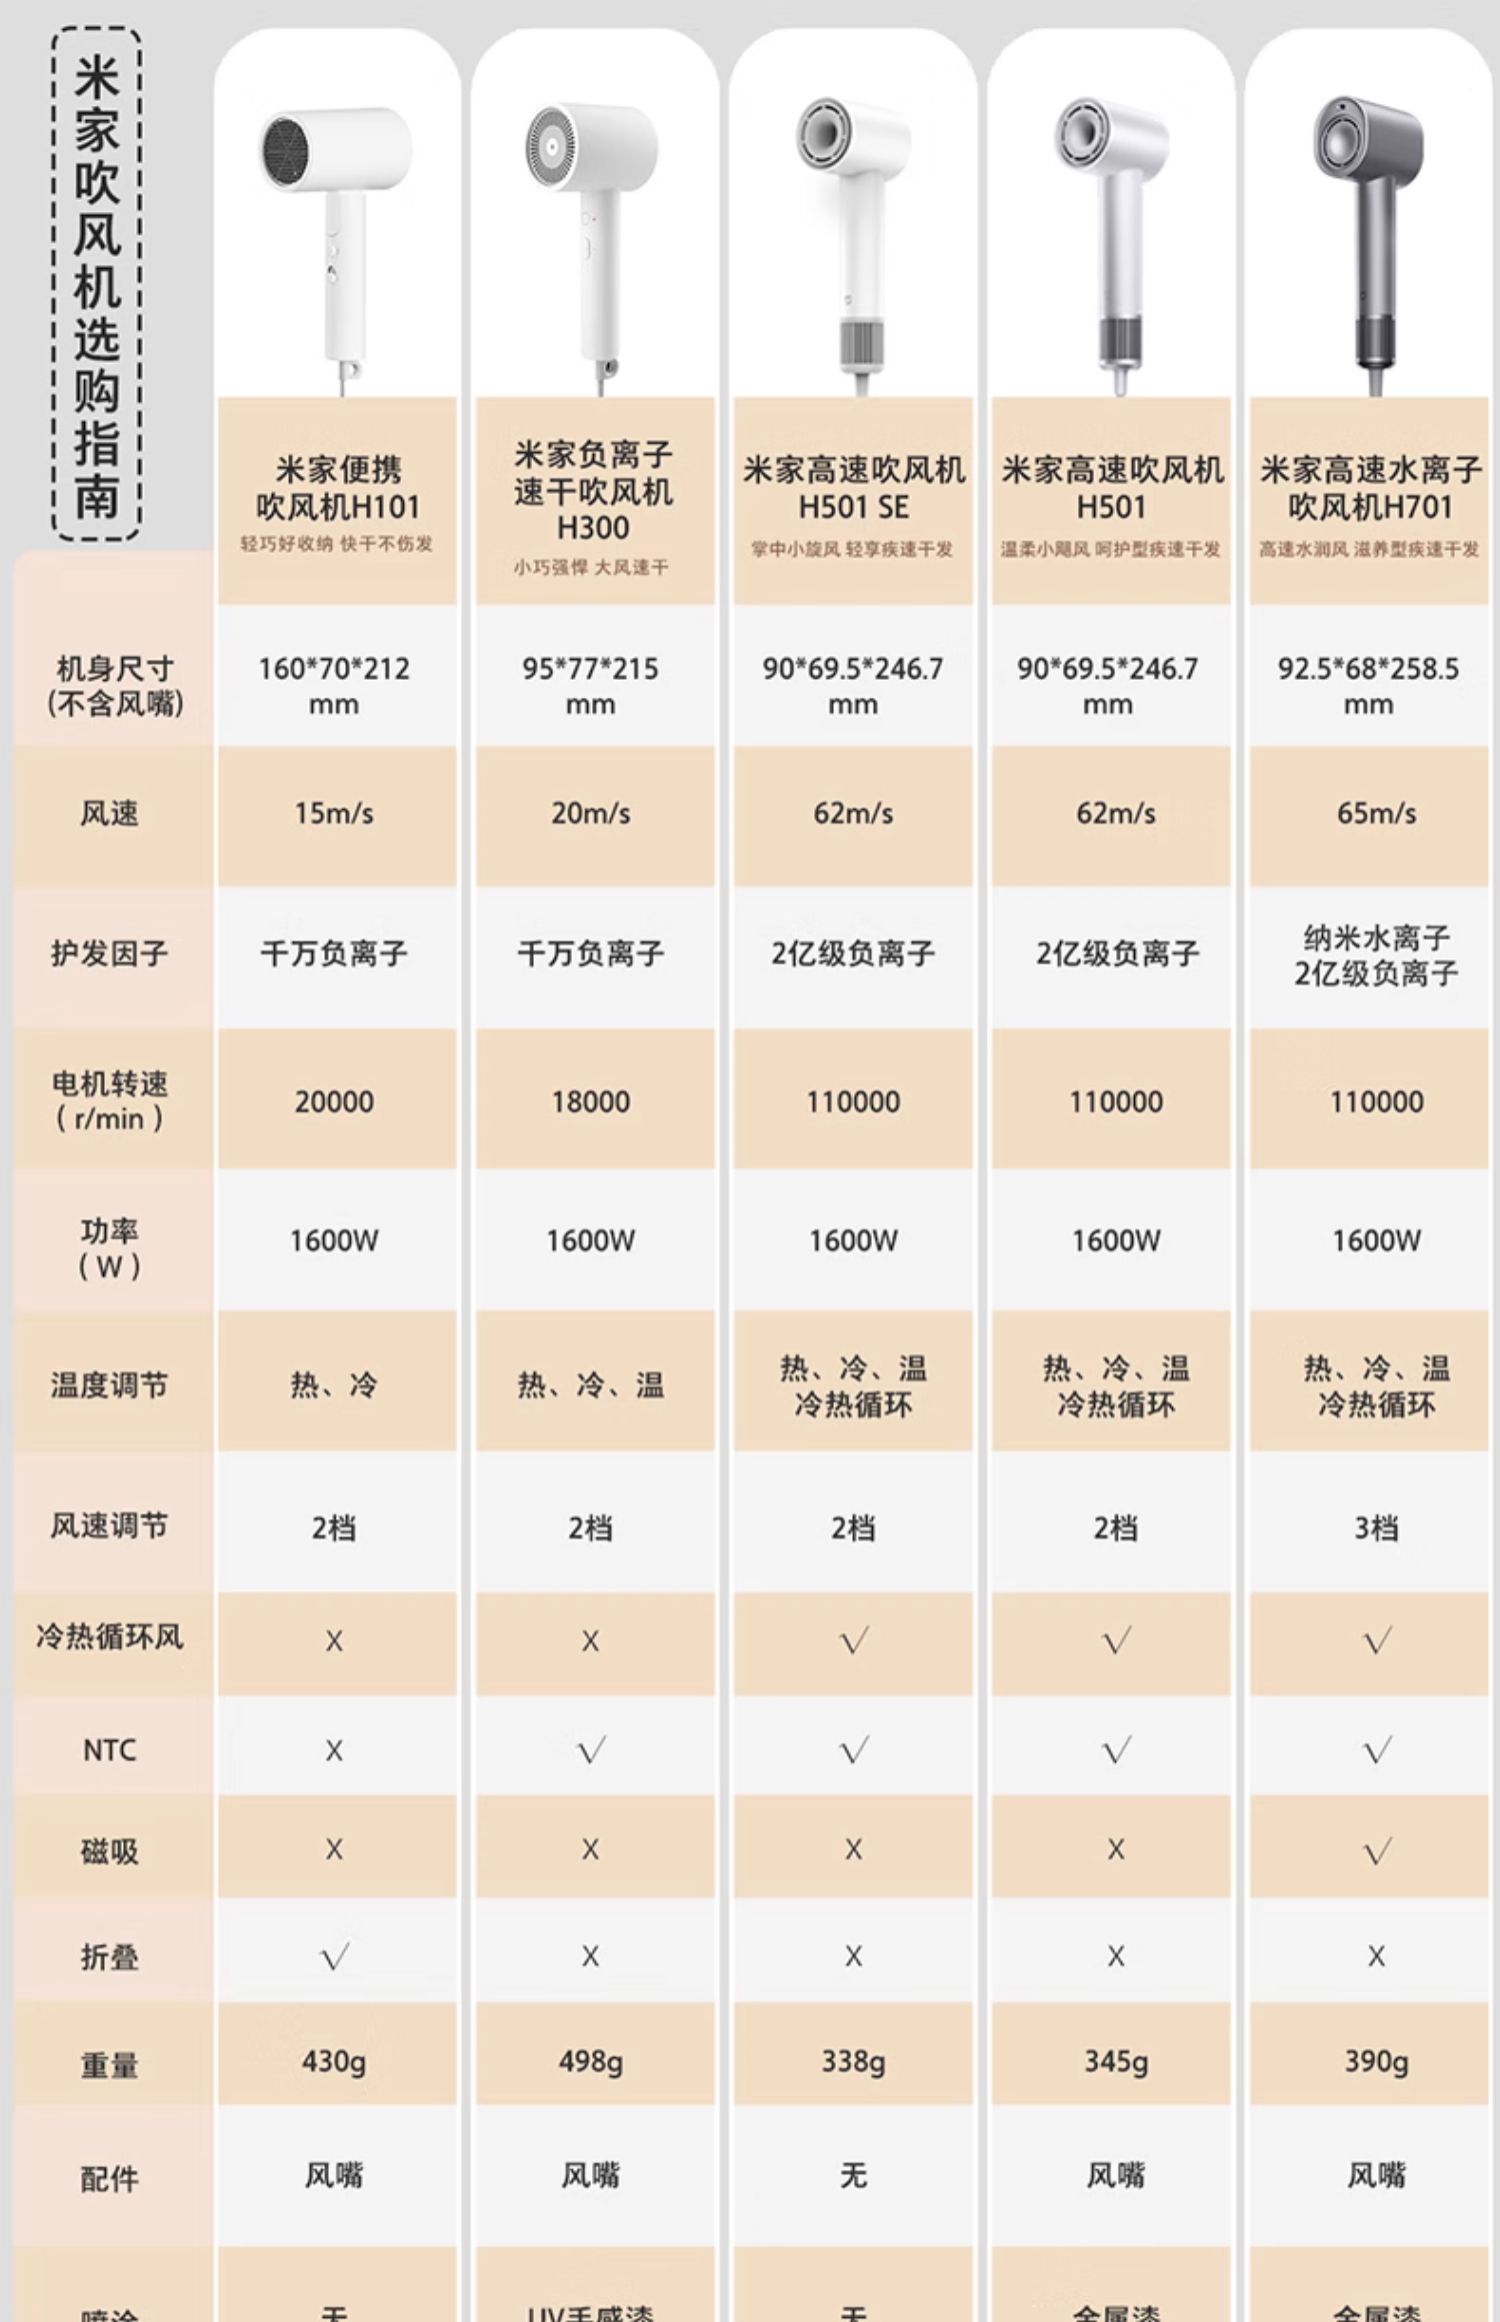 米家吹风机选购指南
米家便携
吹风机H101
轻巧好收纳 快干不伤发
米家负离子
速干吹风机
H300
小巧强悍 大风速干
米家高速吹风机
H501 SE
掌中小旋风 轻享疾速干发
米家高速吹风机
H501
温柔小飓风 呵护型疾速干发
米家高速水离子
吹风机H701
高速水润风 滋养型疾速干发
机身尺寸
(不含风嘴)
160*70*212
mm
95*77*215
mm
90*69.5*246.7
mm
90*69.5*246.7
mm
92.5*68*258.5
mm
风速
15m/s
20m/s
62m/s
62m/s
65m/s
护发因子
千万负离子
千万负离子
2亿级负离子
2亿级负离子
纳米水离子
2亿级负离子
电机转速
( r/min )
20000
18000
110000
110000
110000
功率
( W )
1600W
1600W
1600W
1600W
1600W
温度调节
热、冷
热、冷、温
热、冷、温
冷热循环
热、冷、温
冷热循环
热、冷、温
冷热循环
风速调节
2档
2档
2档
2档
3档
冷热循环风
X
X
√
√
√
NTC
X
√
√
√
√
磁吸
X
X
X
X
√
折叠
√
X
X
X
X
重量
430g
498g
338g
345g
390g
配件
风嘴
风嘴
无
风嘴
风嘴
喷涂
无
UV手感漆
无
金属漆
金属漆